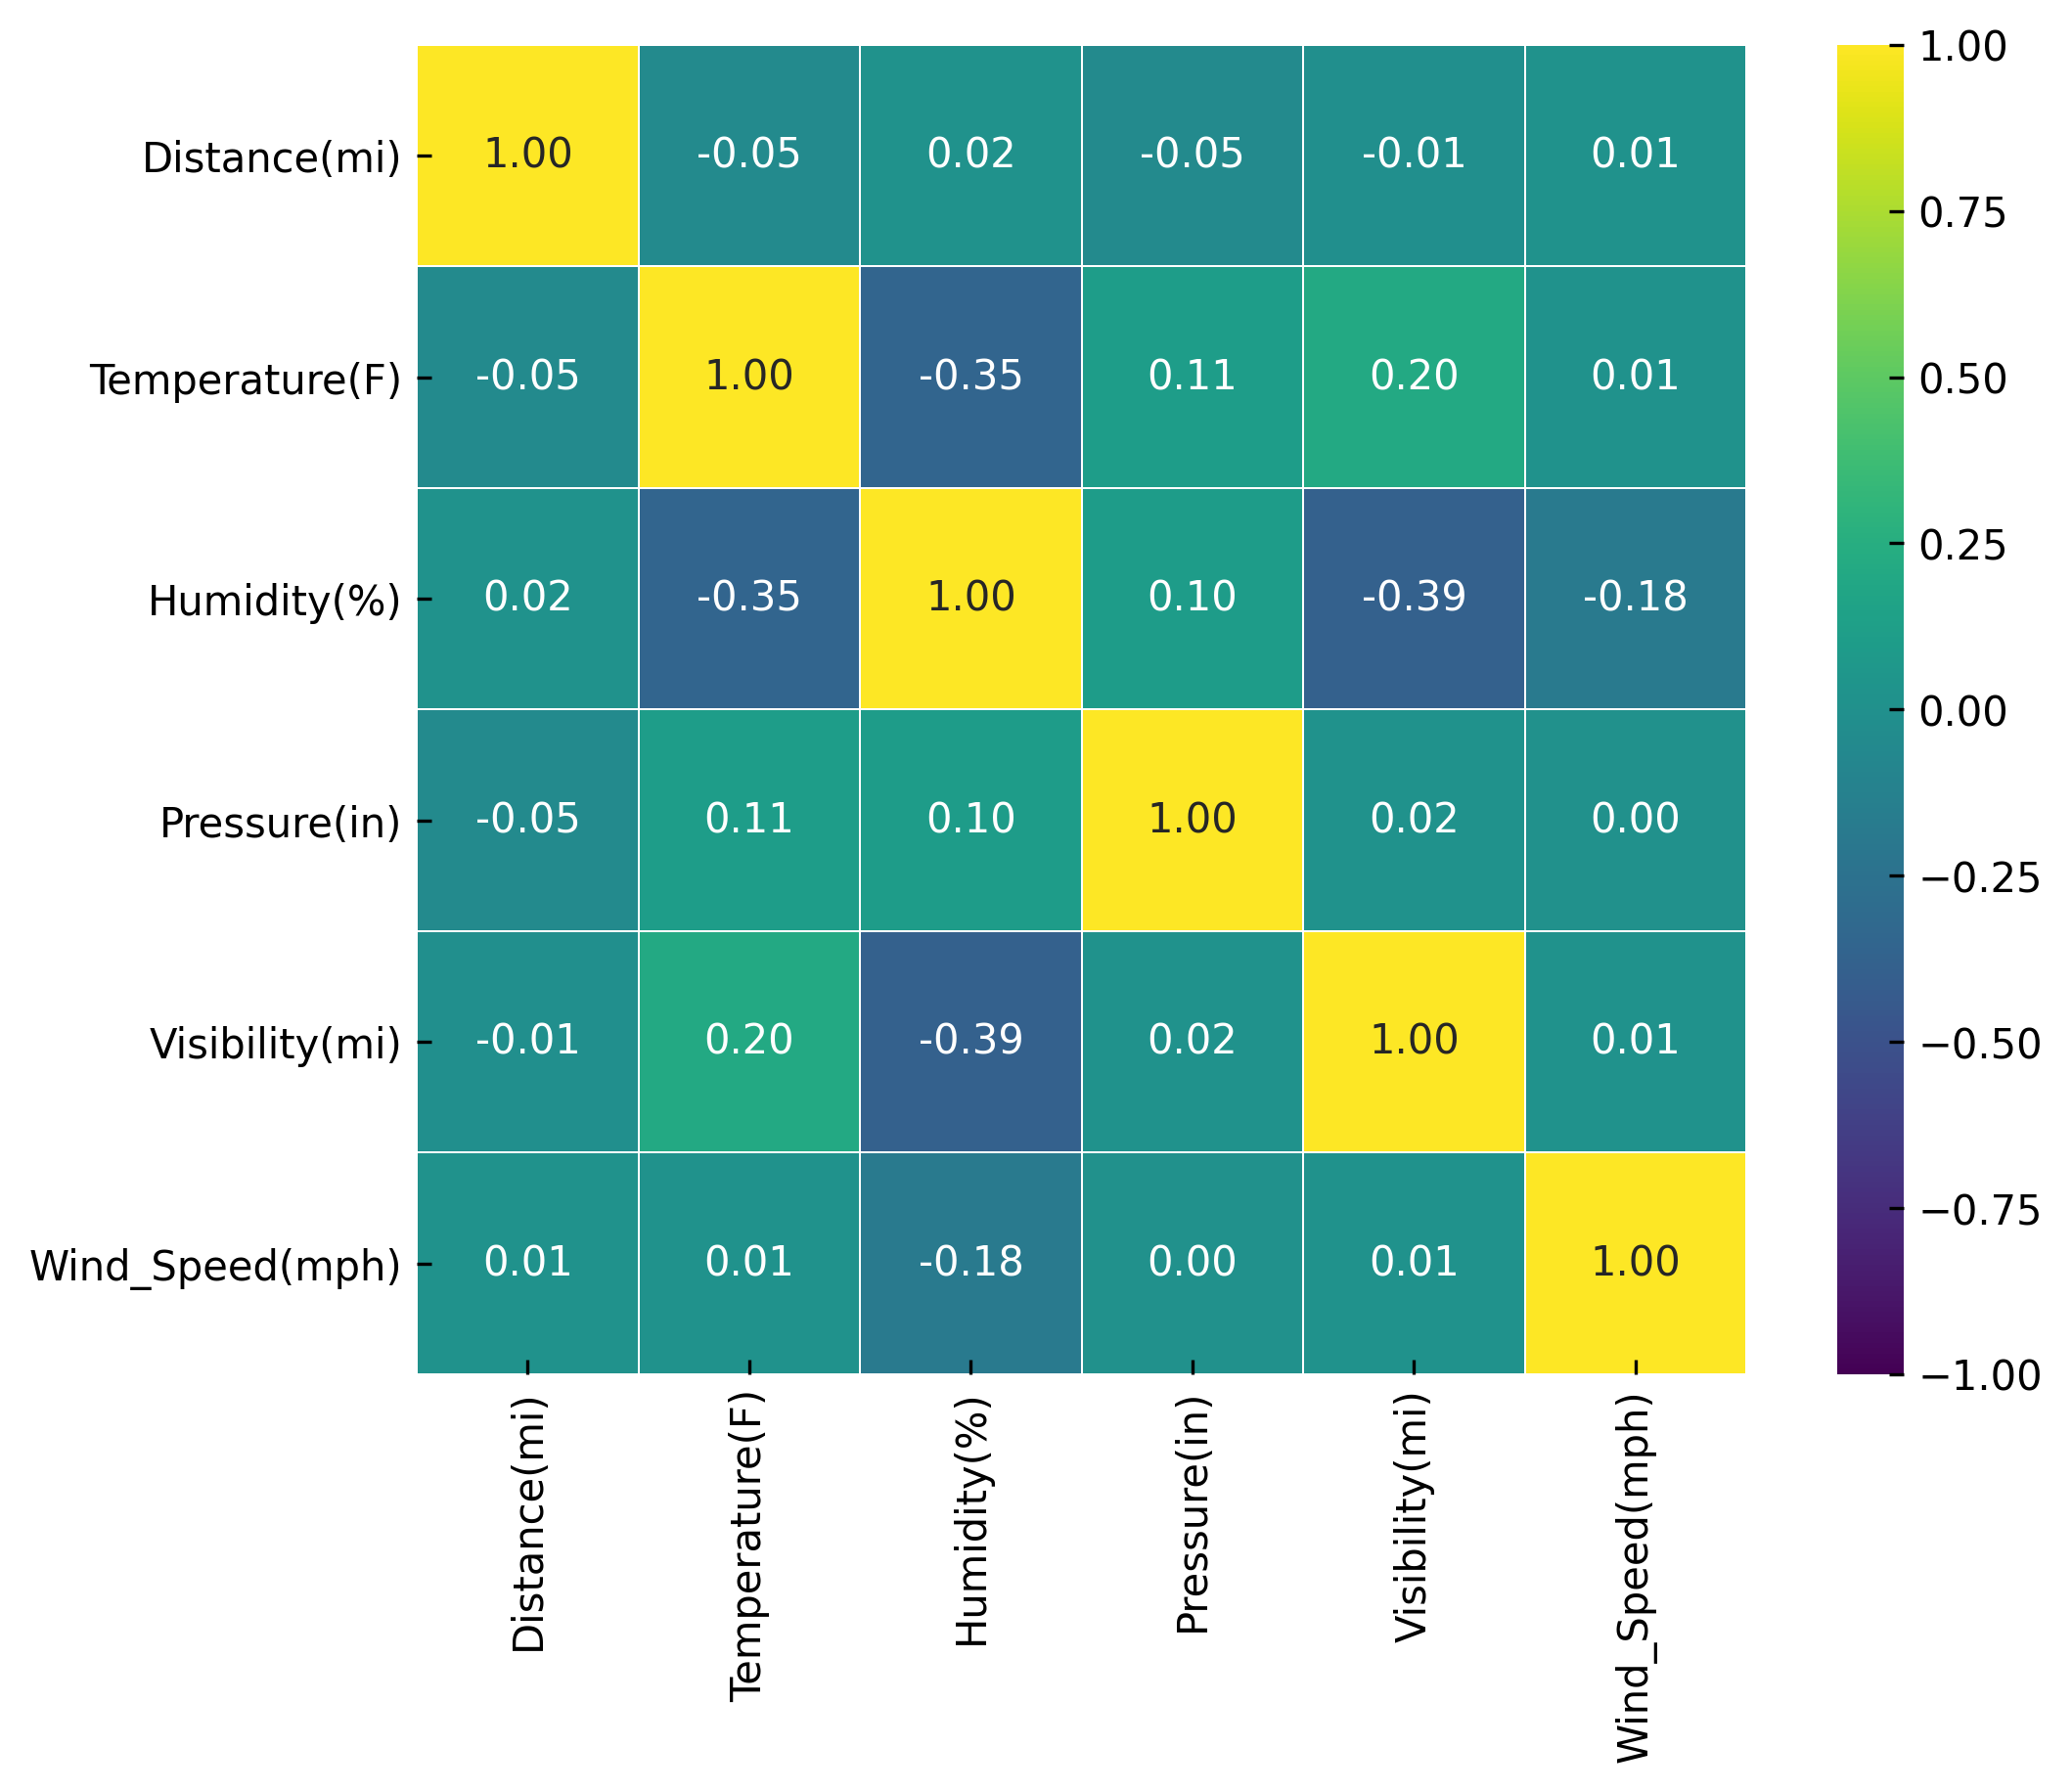 Distance(mi) 1.00 -0.05 0.02 -0.05 -0.01 0.01
Temperature(F) -0.05 1.00 -0.35 0.11 0.20 0.01
Humidity(%) 0.02 -0.35 1.00 0.10 -0.39 -0.18
Pressure(in) -0.05 0.11 0.10 1.00 0.02 0.00
Visibility(mi) -0.01 0.20 -0.39 0.02 1.00 0.01
Wind_Speed(mph) 0.01 0.01 -0.18 0.00 0.01 1.00
Distance(mi)
Temperature(F)
Humidity(%)
Pressure(in)
Visibility(mi)
Wind_Speed(mph)
1.00
0.75
0.50
0.25
0.00
−0.25
−0.50
−0.75
−1.00